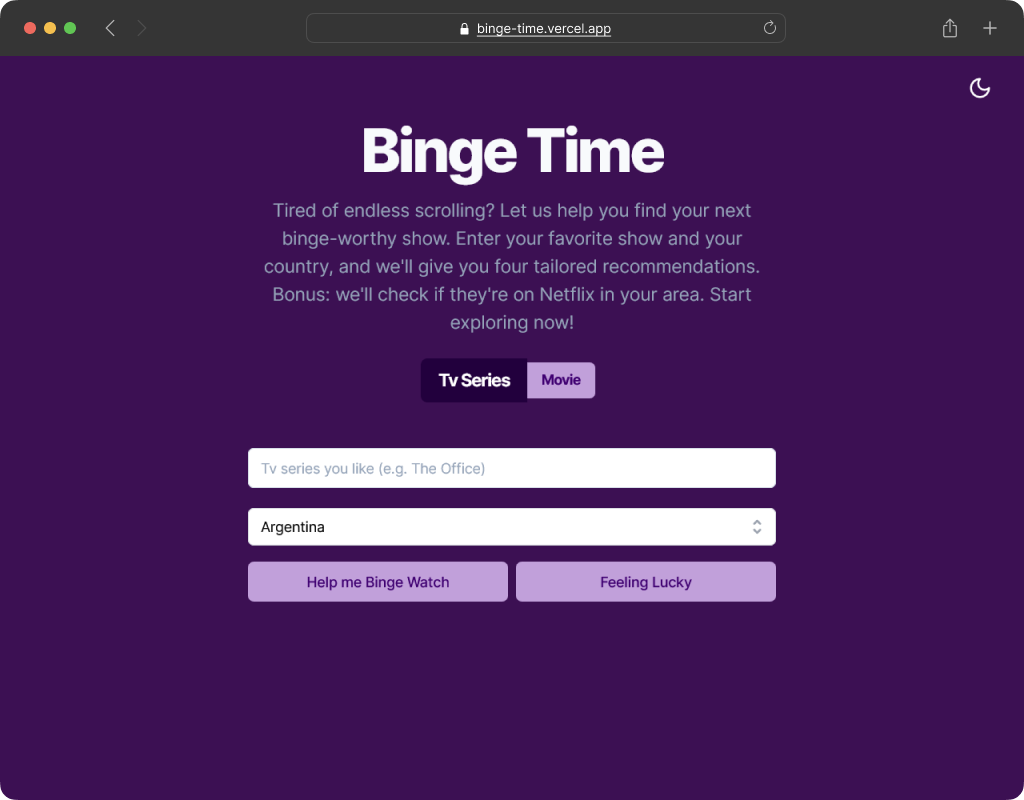 binge-time.vercel.app
Binge Time
Tired of endless scrolling? Let us help you find your next
binge-worthy show. Enter your favorite show and your
country, and we'll give you four tailored recommendations.
Bonus: we'll check if they're on Netflix in your area. Start
exploring now!
Tv Series Movie
Tv series you like (e.g. The Office)
Argentina
Help me Binge Watch Feeling Lucky